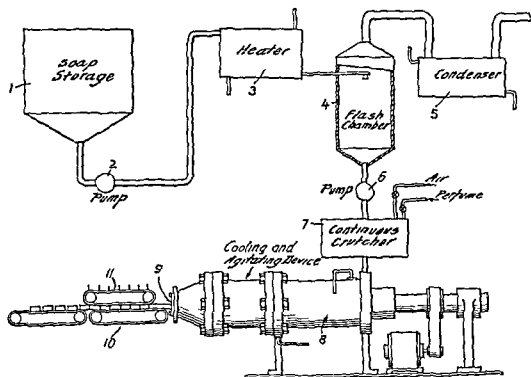 Soap
Storage
1
2
Pump
Heater
3
4
Flash
Chamber
Condenser
5
Pump
6
Air
Perfume
7
Continuous
Crutcher
Cooling and
Agitating Device
8
9
11
10